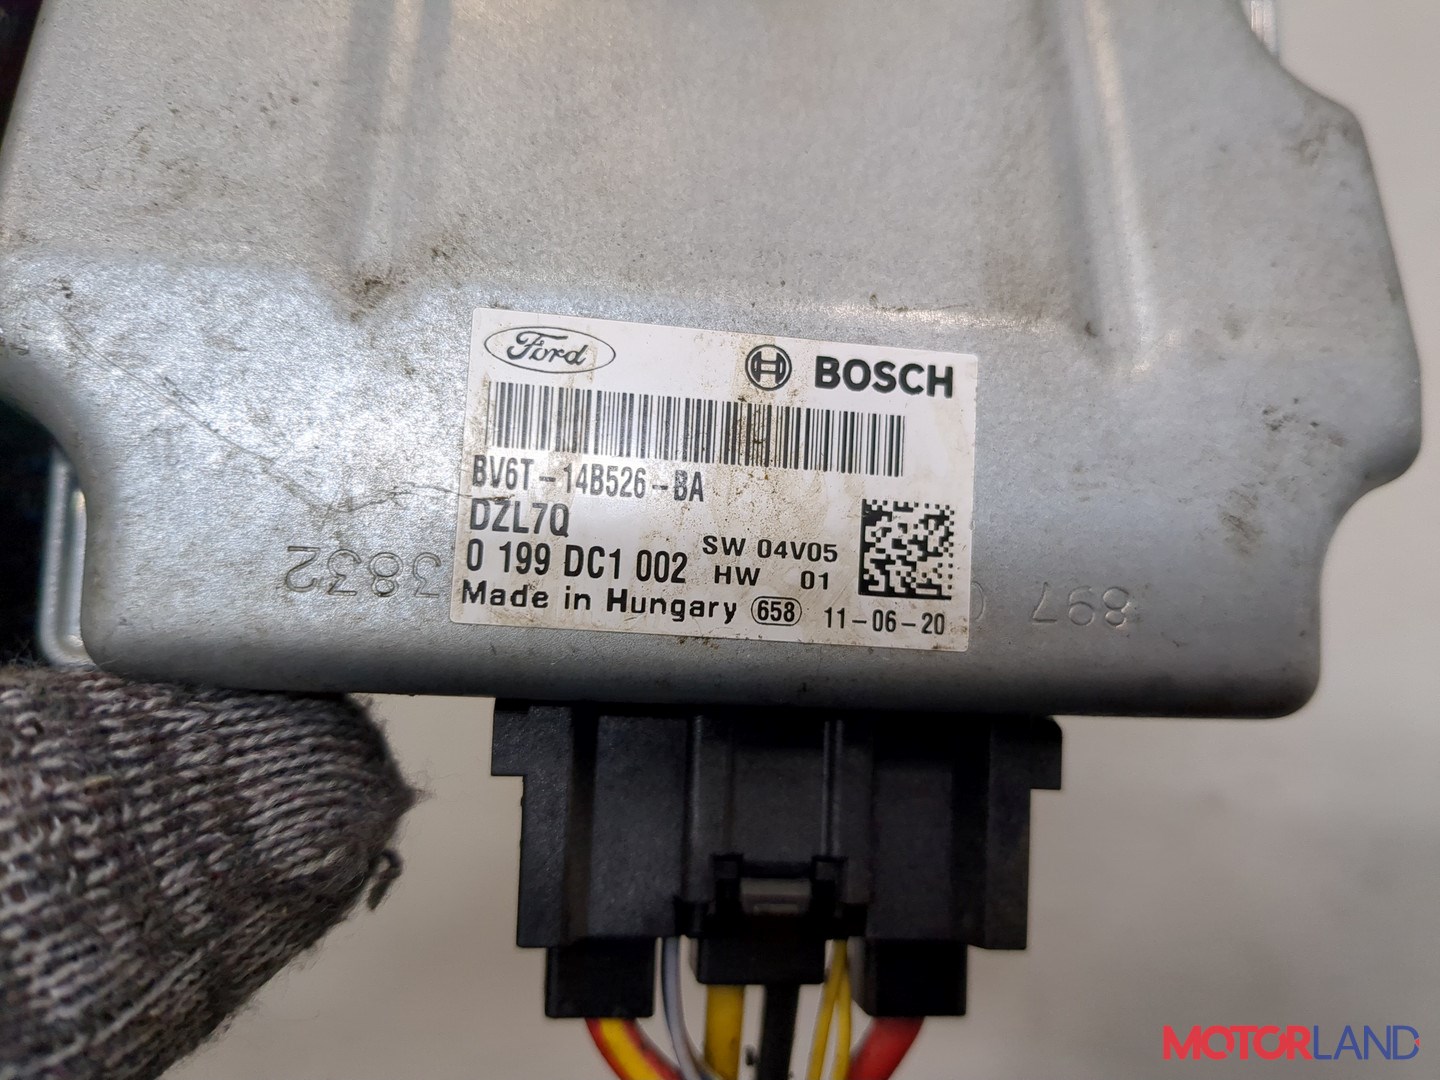 Ford
BOSCH
BV6T-14B526-BA
DZL7Q
0 199 DC1 002
SW 04V05
HW 01
Made in Hungary 658 11-06-20
3832
897
MOTORLAND